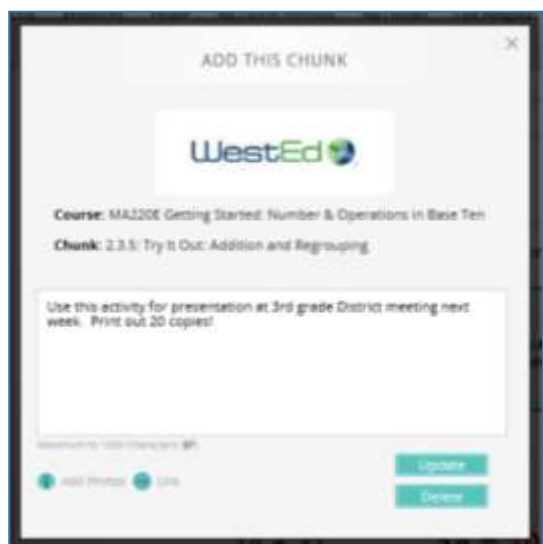 ADD THIS CHUNK
WestEd
Course: MA220E Getting Started: Number & Operations in Base Ten
Chunk: 2.3.5: Try It Out: Addition and Regrouping
Use this activity for presentation at 3rd grade District meeting next
week. Print out 20 copies!
Add Photos Link
Update
Delete